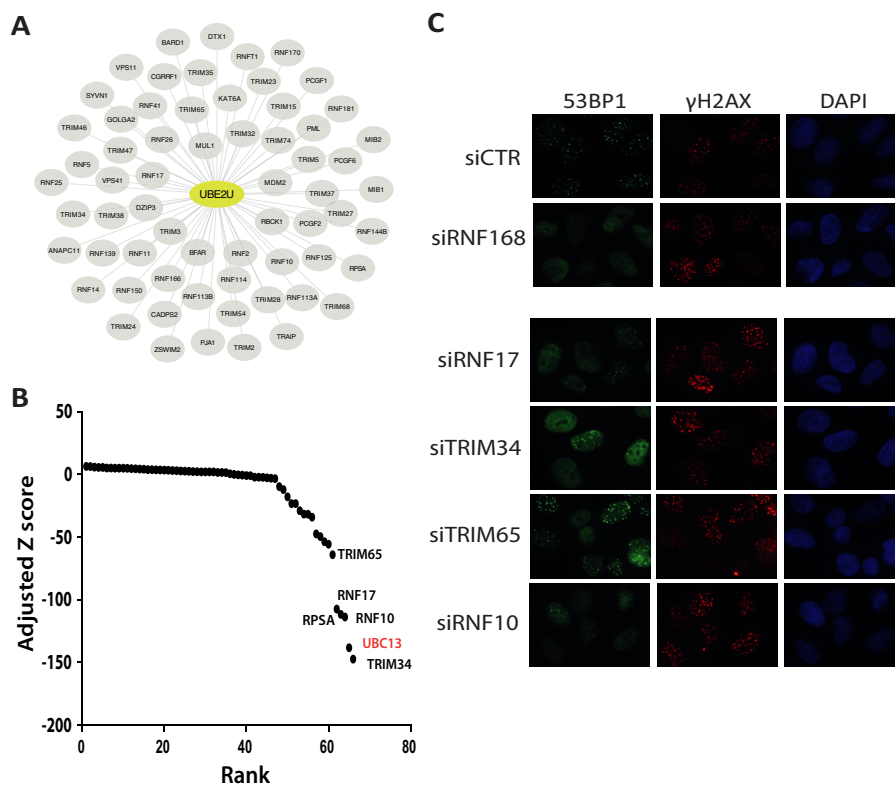 A
DTX1
BARD1
RNFT1
RNF170
VPS11
CGRRF1
TRIM35
TRIM23
PCGF1
SYVN1
RNF41
TRIM65
KAT6A
TRIM15
RNF181
GOLGA2
TRIM46
RNF26
MUL1
TRIM32
TRIM74
PML
MIB2
TRIM47
TRIM5
PCGF6
RNF5
RNF25
VPS41
RNF17
MDM2
MIB1
UBE2U
TRIM37
TRIM34
TRIM38
DZIP3
TRIM27
TRIM3
RBCK1
PCGF2
RNF144B
ANAPC11
RNF139
RNF11
BFAR
RNF2
RNF10
RNF125
RPSA
RNF14
RNF150
RNF166
RNF114
RNF113B
TRIM28
RNF113A
TRIM68
TRIM24
CADPS2
TRIM54
ZSWIM2
PJA1
TRIM2
TRAIP
B
50
0
-50
-100
-150
-200
Adjusted Z score
TRIM65
RNF17
RPSA
RNF10
UBC13
TRIM34
0
20
40
60
80
Rank
C
53BP1
γH2AX
DAPI
siCTR
siRNF168
siRNF17
siTRIM34
siTRIM65
siRNF10